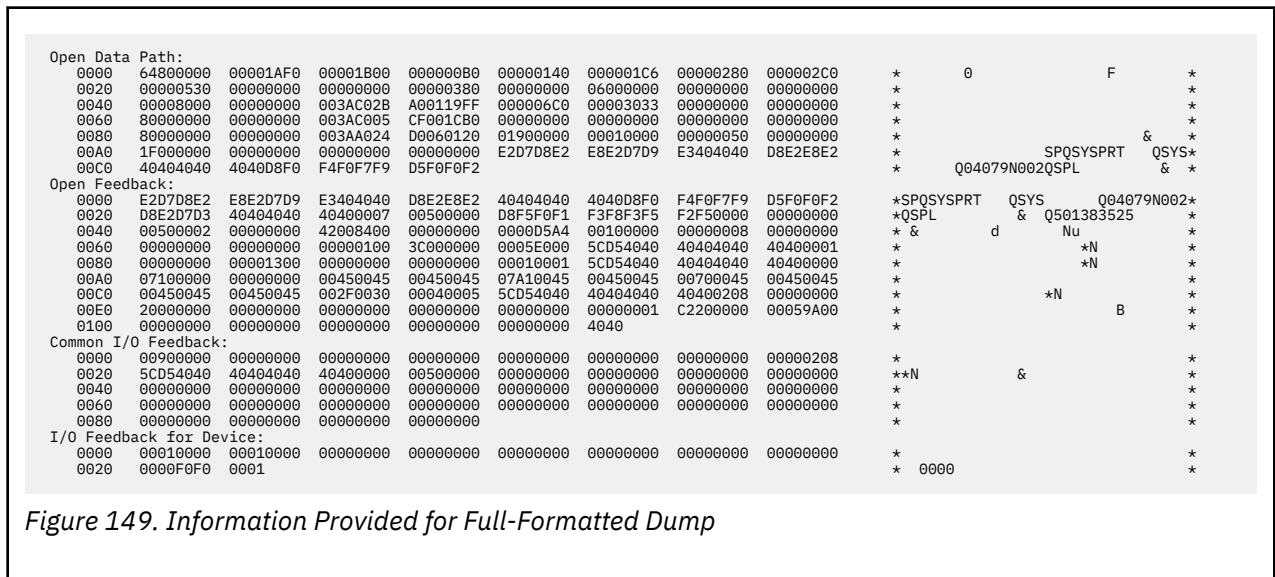 Open Data Path:
0000 64800000 00001AF0 00001B00 000000B0 00000140 000001C6 00000280 000002C0 * 0 F *
0020 00000530 00000000 00000000 00000380 00000000 06000000 00000000 00000000 * *
0040 00008000 00000000 003AC02B A00119FF 000006C0 00003033 00000000 00000000 * *
0060 80000000 00000000 003AC005 CF001CB0 00000000 00000000 00000000 00000000 * *
0080 80000000 00000000 003AA024 D0060120 01900000 00010000 00000050 00000000 * & *
00A0 1F000000 00000000 00000000 00000000 E2D7D8E2 E8E2D7D9 E3404040 D8E2E8E2 * SPQSYSPRT QSYS*
00C0 40404040 4040D8F0 F4F0F7F9 D5F0F0F2 * Q04079N002QSPL & *
Open Feedback:
0000 E2D7D8E2 E8E2D7D9 E3404040 D8E2E8E2 40404040 4040D8F0 F4F0F7F9 D5F0F0F2 *SPQSYSPRT QSYS Q04079N002*
0020 D8E2D7D3 40404040 40400007 00500000 D8F5F0F1 F3F8F3F5 F2F50000 00000000 *QSPL & Q501383525 *
0040 00500002 00000000 42008400 00000000 0000D5A4 00100000 00000008 00000000 * & d Nu *
0060 00000000 00000100 3C000000 0005E000 5CD54040 40404040 40400001 * *N *
0080 00000000 00001300 00000000 00000000 00010001 5CD54040 40404040 40400000 * *N *
00A0 07100000 00000000 00450045 00450045 07A10045 00450045 00700045 00450045 * *
00C0 00450045 00450045 002F0030 00040005 5CD54040 40404040 40400208 00000000 * *N *
00E0 20000000 00000000 00000000 00000000 00000000 00000001 C2200000 00059A00 * B *
0100 00000000 00000000 00000000 00000000 00000000 4040 * *
Common I/O Feedback:
0000 00900000 00000000 00000000 00000000 00000000 00000000 00000000 00000208 * *
0020 5CD54040 40404040 40400000 00500000 00000000 00000000 00000000 00000000 **N & *
0040 00000000 00000000 00000000 00000000 00000000 00000000 00000000 00000000 * *
0060 00000000 00000000 00000000 00000000 00000000 00000000 00000000 00000000 * *
0080 00000000 00000000 00000000 00000000 * *
I/O Feedback for Device:
0000 00010000 00010000 00000000 00000000 00000000 00000000 00000000 00000000 * *
0020 0000F0F0 0001 * 0000 *
Figure 149. Information Provided for Full-Formatted Dump